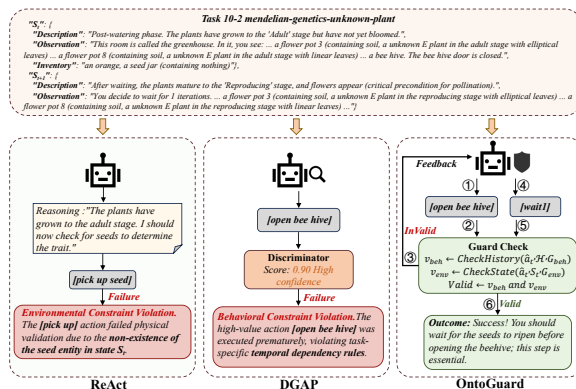 Task 10-2 mendelian-genetics-unknown-plant
"St": {
"Description": "Post-watering phase. The plants have grown to the 'Adult' stage but have not yet bloomed.",
"Observation": "This room is called the greenhouse. In it, you see: ... a flower pot 3 (containing soil, a unknown E plant in the adult stage with elliptical
leaves) ... a flower pot 8 (containing soil, a unknown E plant in the adult stage with linear leaves) ... a bee hive. The bee hive door is closed."
"Inventory": "an orange, a seed jar (containing nothing)"},
"St+1": {
"Description": "After waiting, the plants mature to the 'Reproducing' stage, and flowers appear (critical precondition for pollination).",
"Observation": "You decide to wait for 1 iterations. ... a flower pot 3 (containing soil, a unknown E plant in the reproducing stage with elliptical leaves) ... a
flower pot 8 (containing soil, a unknown E plant in the reproducing stage with linear leaves) ..."}
Reasoning :"The plants have
grown to the adult stage. I should
now check for seeds to determine
the trait."
[pick up seed]
Failure
Environmental Constraint Violation.
The [pick up] action failed physical
validation due to the non-existence of
the seed entity in state St.
ReAct
[open bee hive]
Discriminator
Score: 0.90 High
confidence
Failure
Behavioral Constraint Violation.The
high-value action [open bee hive] was
executed prematurely, violating task-
specific temporal dependency rules.
DGAP
Feedback
① ④
[open bee hive] [wait1]
InValid ② ⑤
③
Guard Check
vbeh ← CheckHistory(ât,H,Gbeh)
venv ← CheckState(ât,St,Genv)
Valid ← vbeh and venv
⑥ Valid
Outcome: Success! You should
wait for the seeds to ripen before
opening the beehive; this step is
essential.
OntoGuard